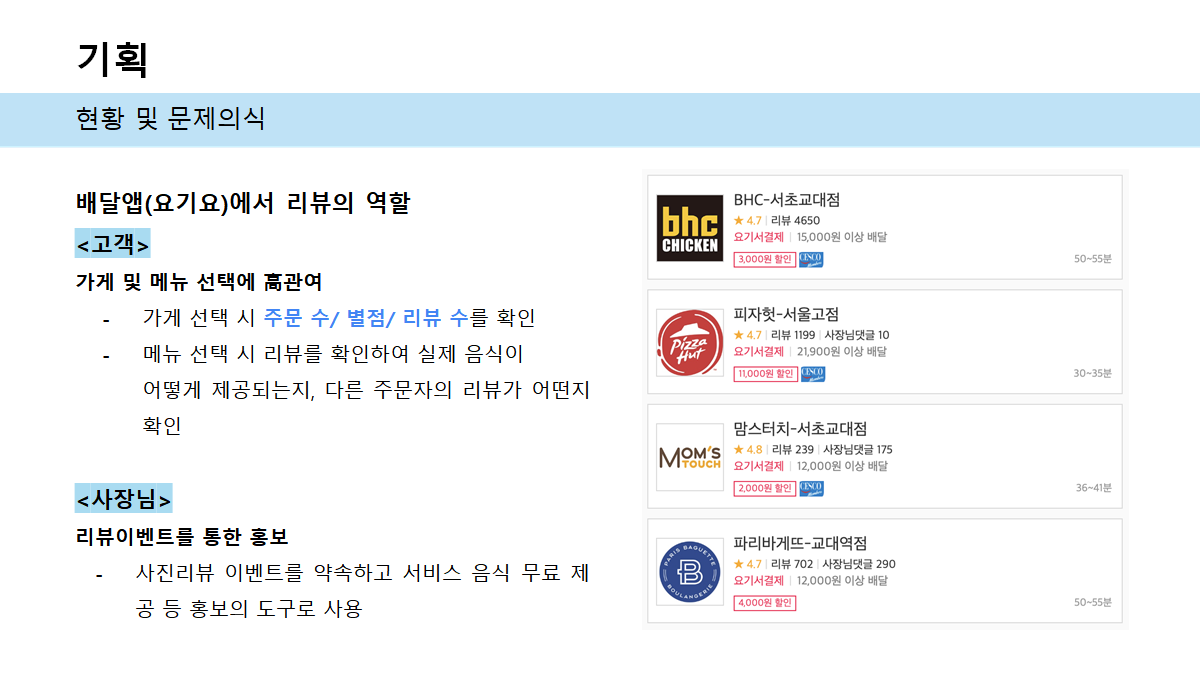 기획
현황 및 문제의식
배달앱(요기요)에서 리뷰의 역할
<고객>
가게 및 메뉴 선택에 高관여
- 가게 선택 시 주문 수/ 별점/ 리뷰 수를 확인
- 메뉴 선택 시 리뷰를 확인하여 실제 음식이
어떻게 제공되는지, 다른 주문자의 리뷰가 어떤지
확인
<사장님>
리뷰이벤트를 통한 홍보
- 사진리뷰 이벤트를 약속하고 서비스 음식 무료 제
공 등 홍보의 도구로 사용
bhc
CHICKEN
BHC-서초교대점
★ 4.7 | 리뷰 4650
요기서결제 | 15,000원 이상 배달
3,000원 할인 CESCO
50~55분
Pizza
Hut
피자헛-서울고점
★ 4.7 | 리뷰 1199 | 사장님댓글 10
요기서결제 | 21,900원 이상 배달
11,000원 할인 CESCO
30~35분
MOM'S
TOUCH
맘스터치-서초교대점
★ 4.8 | 리뷰 239 | 사장님댓글 175
요기서결제 | 12,000원 이상 배달
2,000원 할인 CESCO
36~41분
PARIS BAGUETTE
B
BOULANGERIE
파리바게뜨-교대역점
★ 4.7 | 리뷰 702 | 사장님댓글 290
요기서결제 | 12,000원 이상 배달
4,000원 할인
50~55분